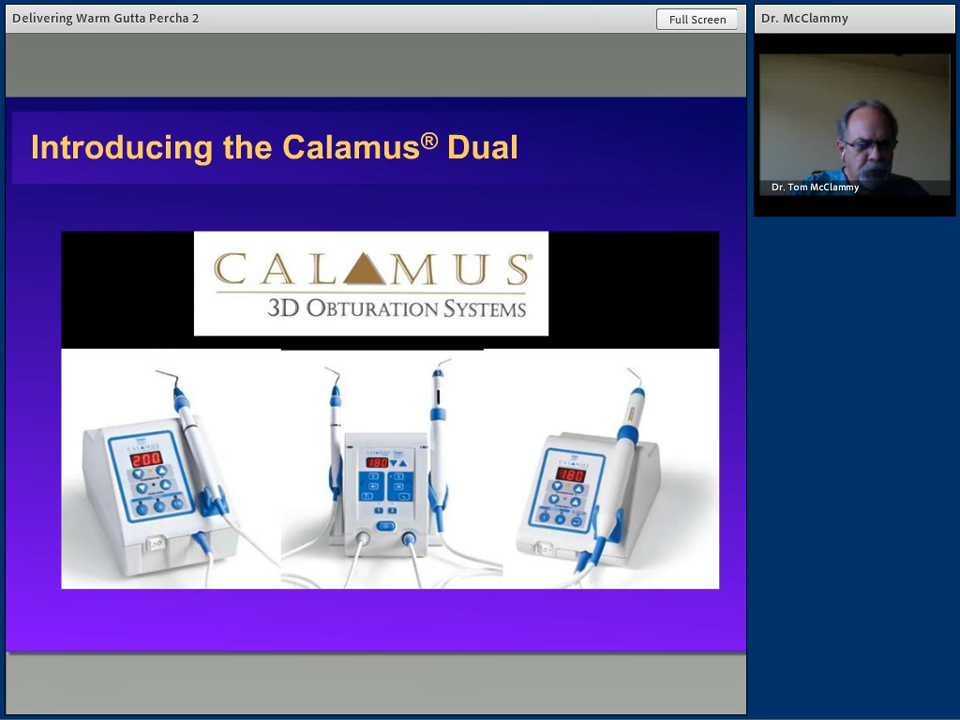 Delivering Warm Gutta Percha 2
Full Screen
Dr. McClammy
Introducing the Calamus® Dual
Dr. Tom McClammy
CALAMUS®
3D OBTURATION SYSTEMS
200
180
180